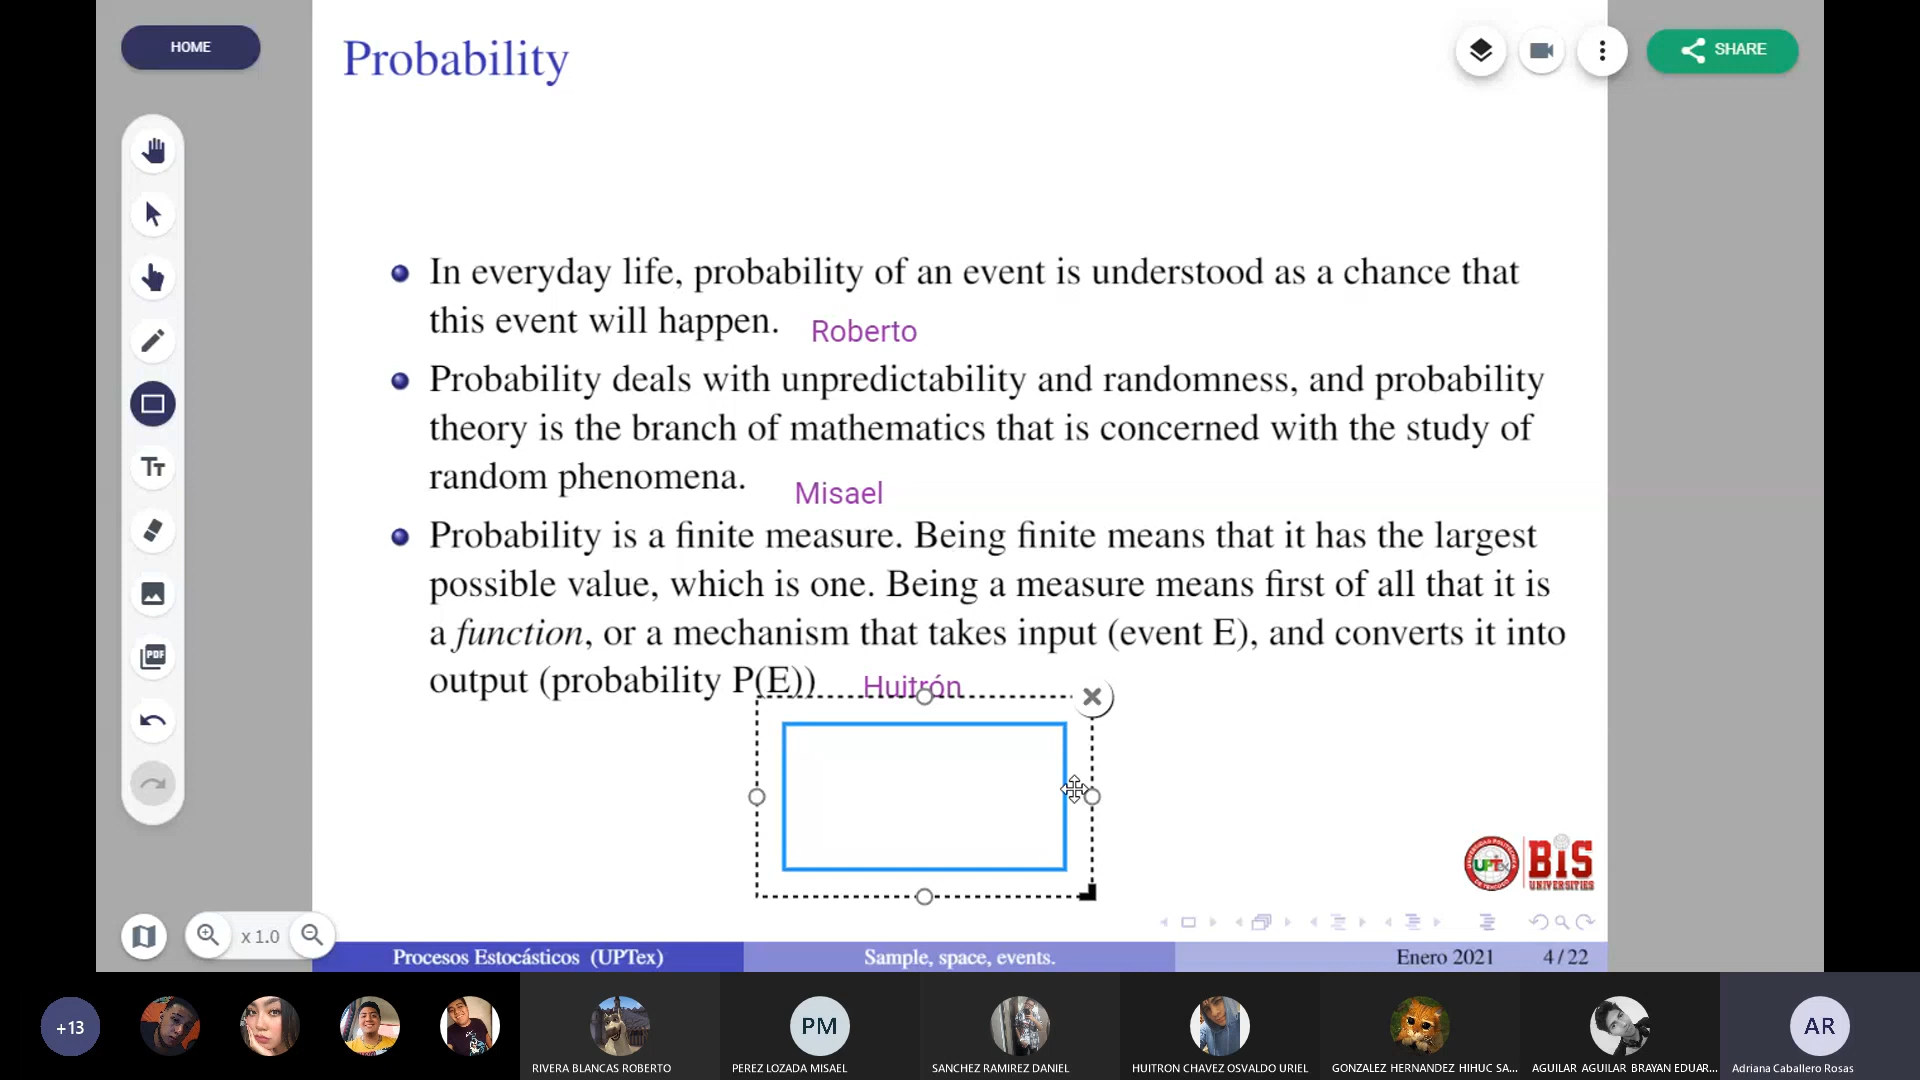 HOME
Probability
SHARE
In everyday life, probability of an event is understood as a chance that
this event will happen.
Roberto
Probability deals with unpredictability and randomness, and probability
theory is the branch of mathematics that is concerned with the study of
random phenomena.
Misael
Probability is a finite measure. Being finite means that it has the largest
possible value, which is one. Being a measure means first of all that it is
a function, or a mechanism that takes input (event E), and converts it into
output (probability P(E))
Huitrón
Tт
PDF
UPTex
BiS
UNIVERSITIES
x 1.0
Procesos Estocásticos (UPTex)
Sample, space, events.
Enero 2021
4 / 22
+13
PM
AR
RIVERA BLANCAS ROBERTO
PEREZ LOZADA MISAEL
SANCHEZ RAMIREZ DANIEL
HUITRON CHAVEZ OSVALDO URIEL
GONZALEZ HERNANDEZ HIHUC SA...
AGUILAR AGUILAR BRAYAN EDUAR...
Adriana Caballero Rosas